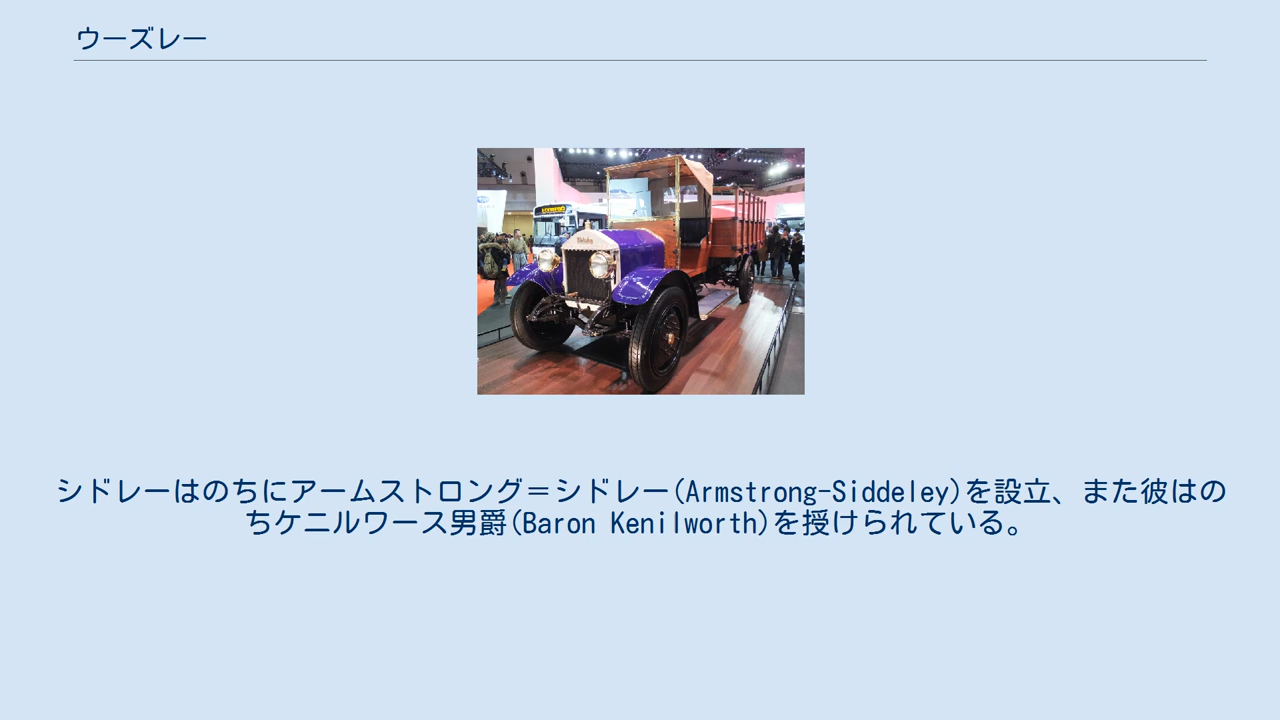 ウーズレー
シドレーはのちにアームストロング＝シドレー(Armstrong-Siddeley)を設立、また彼はの
ちケニルワース男爵(Baron Kenilworth)を授けられている。